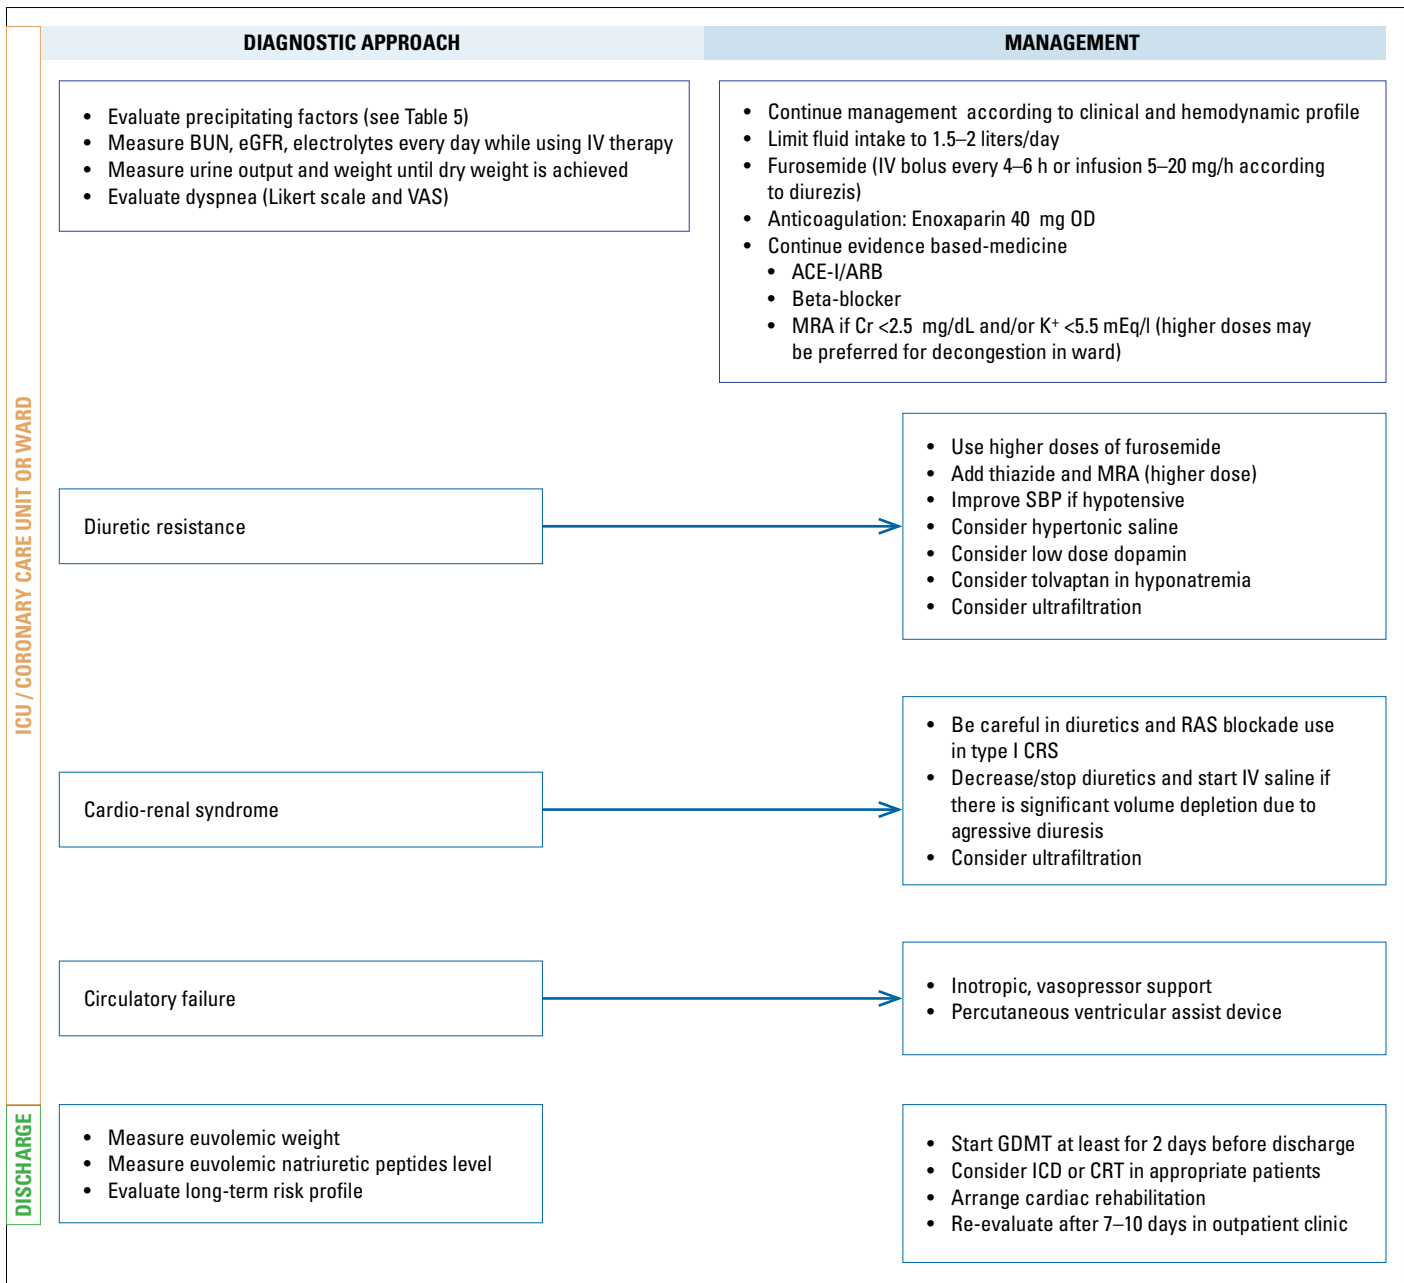 DIAGNOSTIC APPROACH
MANAGEMENT
ICU / CORONARY CARE UNIT OR WARD
• Evaluate precipitating factors (see Table 5)
• Measure BUN, eGFR, electrolytes every day while using IV therapy
• Measure urine output and weight until dry weight is achieved
• Evaluate dyspnea (Likert scale and VAS)
• Continue management according to clinical and hemodynamic profile
• Limit fluid intake to 1.5–2 liters/day
• Furosemide (IV bolus every 4–6 h or infusion 5–20 mg/h according
to diurezis)
• Anticoagulation: Enoxaparin 40 mg OD
• Continue evidence based-medicine
• ACE-I/ARB
• Beta-blocker
• MRA if Cr <2.5 mg/dL and/or K⁺ <5.5 mEq/l (higher doses may
be preferred for decongestion in ward)
Diuretic resistance
• Use higher doses of furosemide
• Add thiazide and MRA (higher dose)
• Improve SBP if hypotensive
• Consider hypertonic saline
• Consider low dose dopamin
• Consider tolvaptan in hyponatremia
• Consider ultrafiltration
Cardio-renal syndrome
• Be careful in diuretics and RAS blockade use
in type I CRS
• Decrease/stop diuretics and start IV saline if
there is significant volume depletion due to
agressive diuresis
• Consider ultrafiltration
Circulatory failure
• Inotropic, vasopressor support
• Percutaneous ventricular assist device
DISCHARGE
• Measure euvolemic weight
• Measure euvolemic natriuretic peptides level
• Evaluate long-term risk profile
• Start GDMT at least for 2 days before discharge
• Consider ICD or CRT in appropriate patients
• Arrange cardiac rehabilitation
• Re-evaluate after 7–10 days in outpatient clinic